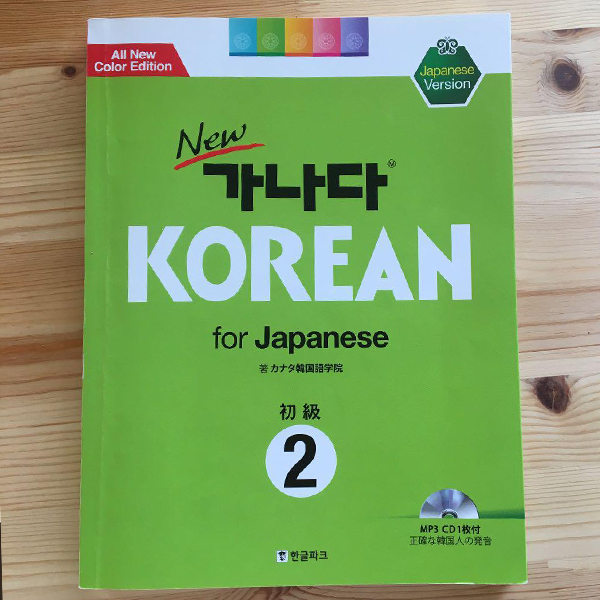 All New
Color Edition
Japanese
Version
New
가나다
KOREAN
for Japanese
著 カナタ韓国語学院
初級
2
MP3 CD1枚付
正確な韓国人の発音
한글파크